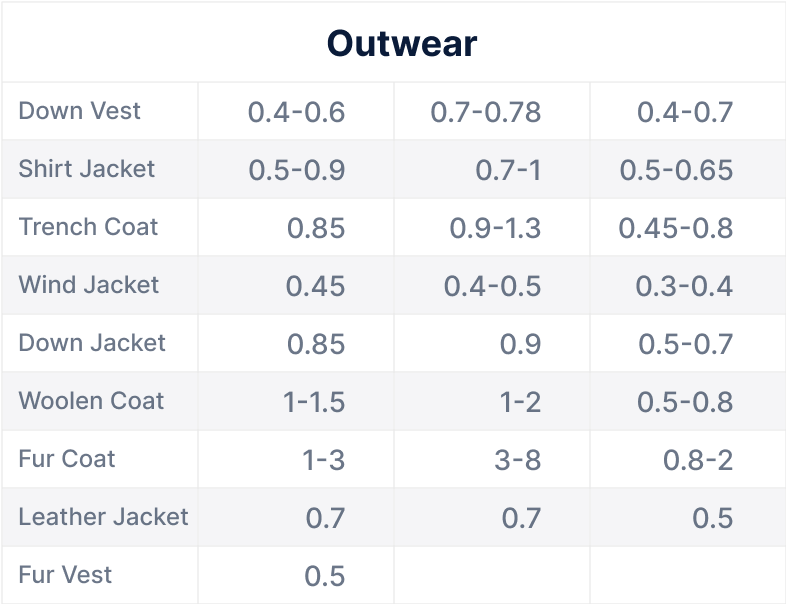 Outwear
Down Vest 0.4-0.6 0.7-0.78 0.4-0.7
Shirt Jacket 0.5-0.9 0.7-1 0.5-0.65
Trench Coat 0.85 0.9-1.3 0.45-0.8
Wind Jacket 0.45 0.4-0.5 0.3-0.4
Down Jacket 0.85 0.9 0.5-0.7
Woolen Coat 1-1.5 1-2 0.5-0.8
Fur Coat 1-3 3-8 0.8-2
Leather Jacket 0.7 0.7 0.5
Fur Vest 0.5